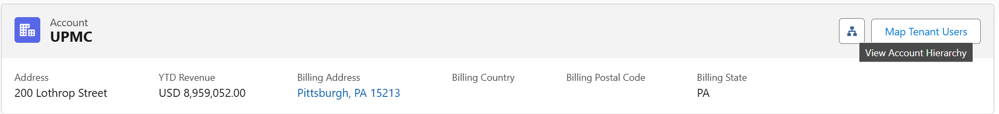 Account
UPMC
Map Tenant Users
View Account Hierarchy
Address
200 Lothrop Street
YTD Revenue
USD 8,959,052.00
Billing Address
Pittsburgh, PA 15213
Billing Country
Billing Postal Code
Billing State
PA